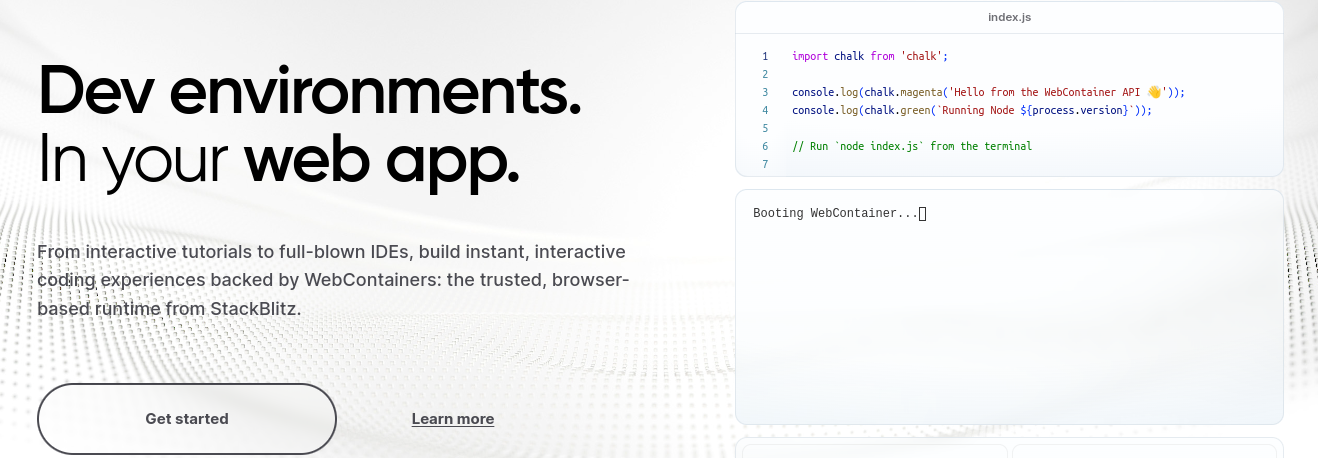 Dev environments.
In your web app.
From interactive tutorials to full-blown IDEs, build instant, interactive
coding experiences backed by WebContainers: the trusted, browser-
based runtime from StackBlitz.
Get started
Learn more
index.js
1 import chalk from 'chalk';
2
3 console.log(chalk.magenta('Hello from the WebContainer API 👋'));
4 console.log(chalk.green(`Running Node ${process.version}`));
5
6 // Run `node index.js` from the terminal
7
Booting WebContainer...